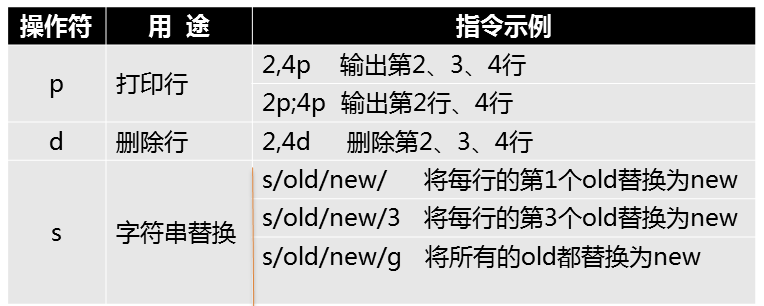 操作符 用 途 指令示例
p 打印行 2,4p 输出第2、3、4行
2p;4p 输出第2行、4行
d 删除行 2,4d 删除第2、3、4行
s 字符串替换 s/old/new/ 将每行的第1个old替换为new
s/old/new/3 将每行的第3个old替换为new
s/old/new/g 将所有的old都替换为new